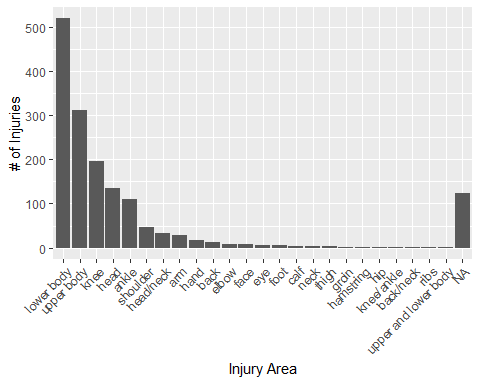 # of Injuries
500
400
300
200
100
0
lower body
upper body
knee
head
ankle
shoulder
head/neck
arm
hand
back
elbow
face
eye
foot
calf
neck
thigh
groin
hamstring
hip
knee/ankle
back/neck
ribs
upper and lower body
NA
Injury Area